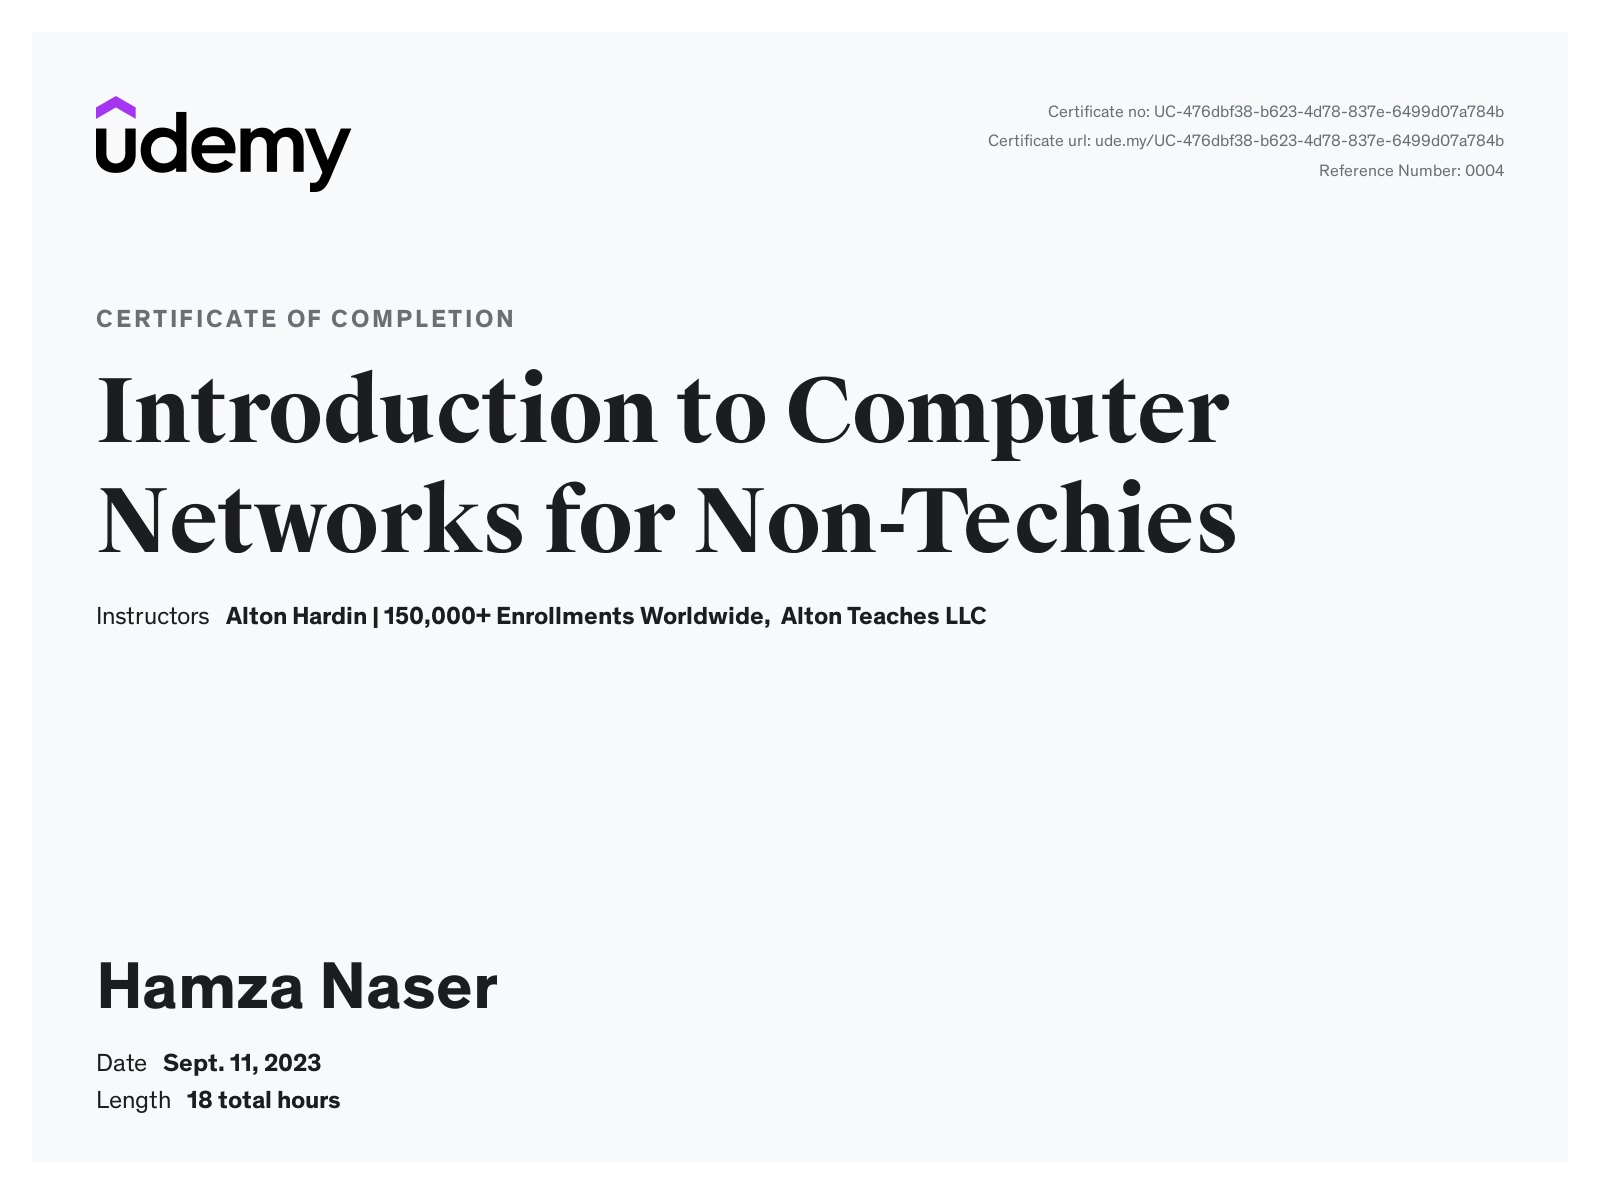 udemy
Certificate no: UC-476dbf38-b623-4d78-837e-6499d07a784b
Certificate url: ude.my/UC-476dbf38-b623-4d78-837e-6499d07a784b
Reference Number: 0004
CERTIFICATE OF COMPLETION
Introduction to Computer
Networks for Non-Techies
Instructors Alton Hardin | 150,000+ Enrollments Worldwide, Alton Teaches LLC
Hamza Naser
Date Sept. 11, 2023
Length 18 total hours